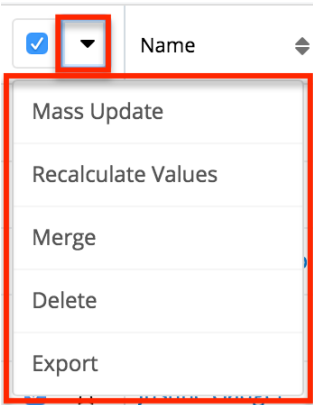 Name
Mass Update
Recalculate Values
Merge
Delete
Export